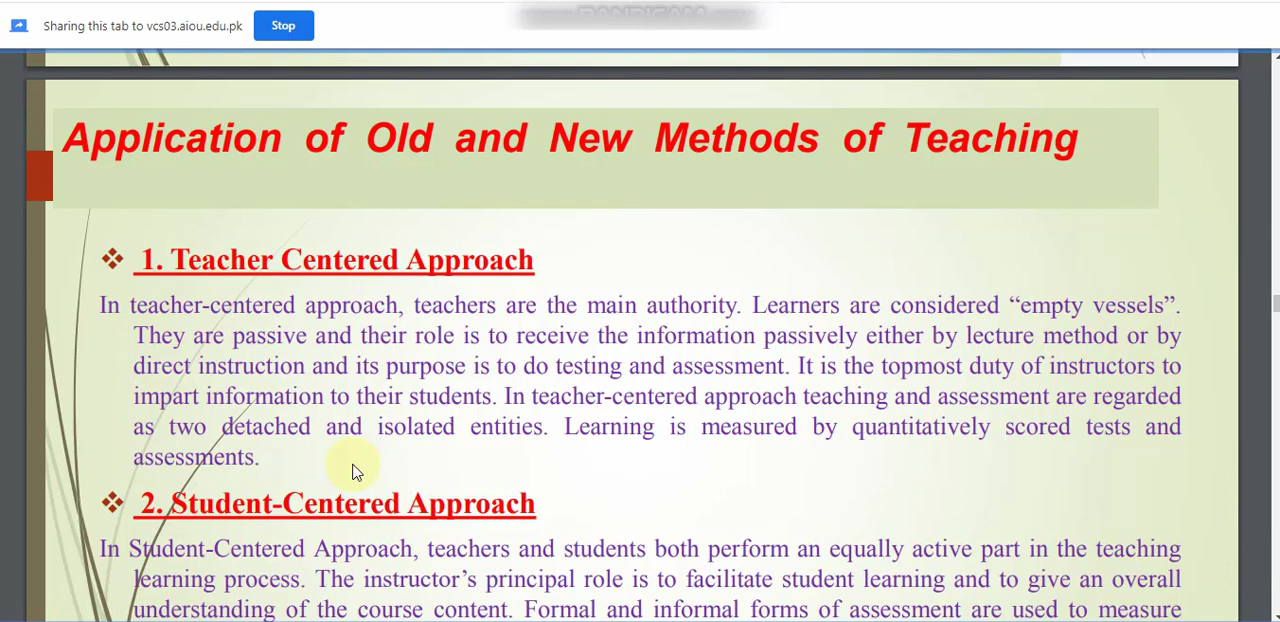 Sharing this tab to vcs03.aiou.edu.pk
Stop
Application of Old and New Methods of Teaching
1. Teacher Centered Approach
In teacher-centered approach, teachers are the main authority. Learners are considered “empty vessels”.
They are passive and their role is to receive the information passively either by lecture method or by
direct instruction and its purpose is to do testing and assessment. It is the topmost duty of instructors to
impart information to their students. In teacher-centered approach teaching and assessment are regarded
as two detached and isolated entities. Learning is measured by quantitatively scored tests and
assessments.
2. Student-Centered Approach
In Student-Centered Approach, teachers and students both perform an equally active part in the teaching
learning process. The instructor’s principal role is to facilitate student learning and to give an overall
understanding of the course content. Formal and informal forms of assessment are used to measure